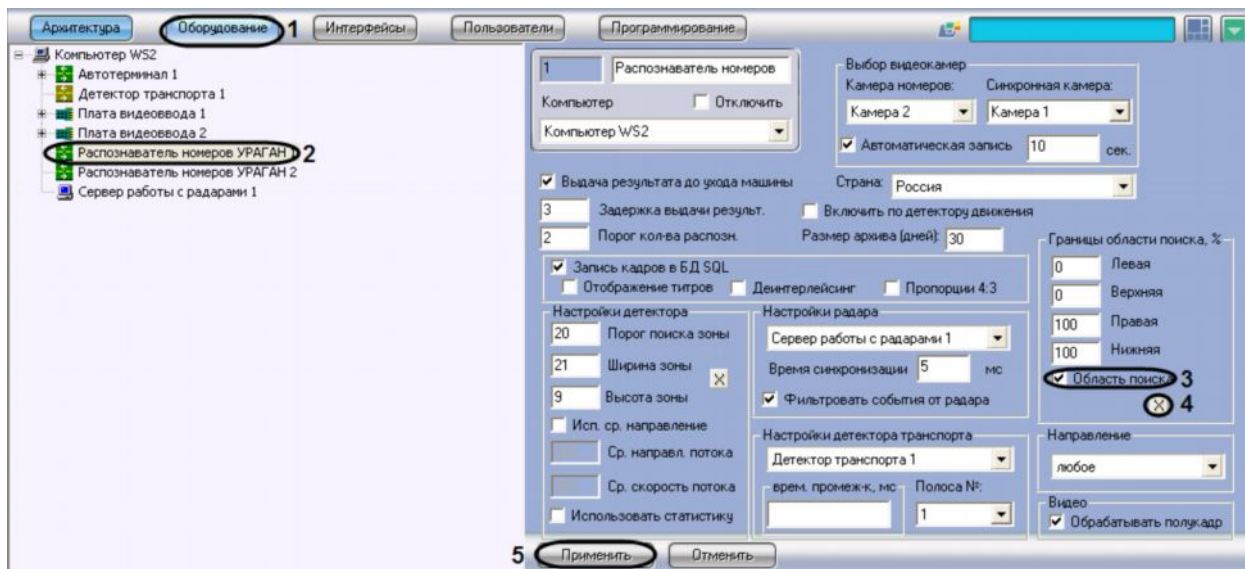 Архитектура Оборудование 1 Интерфейсы Пользователи Программирование
Компьютер WS2
Автотерминал 1
Детектор транспорта 1
Плата видеоввода 1
Плата видеоввода 2
Распознаватель номеров УРАГАН 1 2
Распознаватель номеров УРАГАН 2
Сервер работы с радарами 1
1 Распознаватель номеров
Компьютер Отключить
Компьютер WS2
Выбор видеокамер
Камера номеров: Синхронная камера:
Камера 2 Камера 1
Автоматическая запись 10 сек.
Выдача результата до ухода машины
Страна: Россия
3 Задержка выдачи результ.
Включить по детектору движения
2 Порог кол-ва распозн.
Размер архива (дней): 30
Запись кадров в БД SQL
Отображение титров Деинтерлейсинг Пропорции 4:3
Границы области поиска, %
0 Левая
0 Верхняя
100 Правая
100 Нижняя
Область поиска 3
X 4
Настройки детектора
20 Порог поиска зоны
21 Ширина зоны
X
9 Высота зоны
Исп. ср. направление
Ср. направл. потока
Ср. скорость потока
Использовать статистику
Настройки радара
Сервер работы с радарами 1
Время синхронизации 5 мс
Фильтровать события от радара
Настройки детектора транспорта
Детектор транспорта 1
врем. промеж-к, мс Полоса №:
1
Направление
любое
Видео
Обрабатывать полукадр
5 Применить Отменить